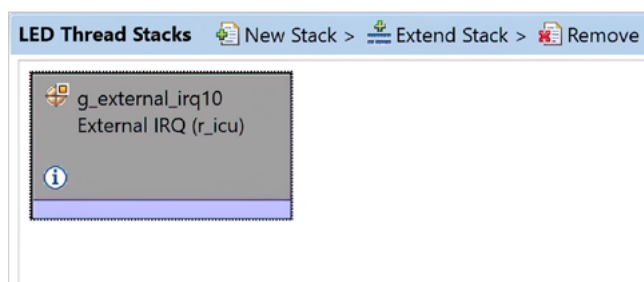 LED Thread Stacks New Stack > Extend Stack > Remove
g_external_irq10
External IRQ (r_icu)